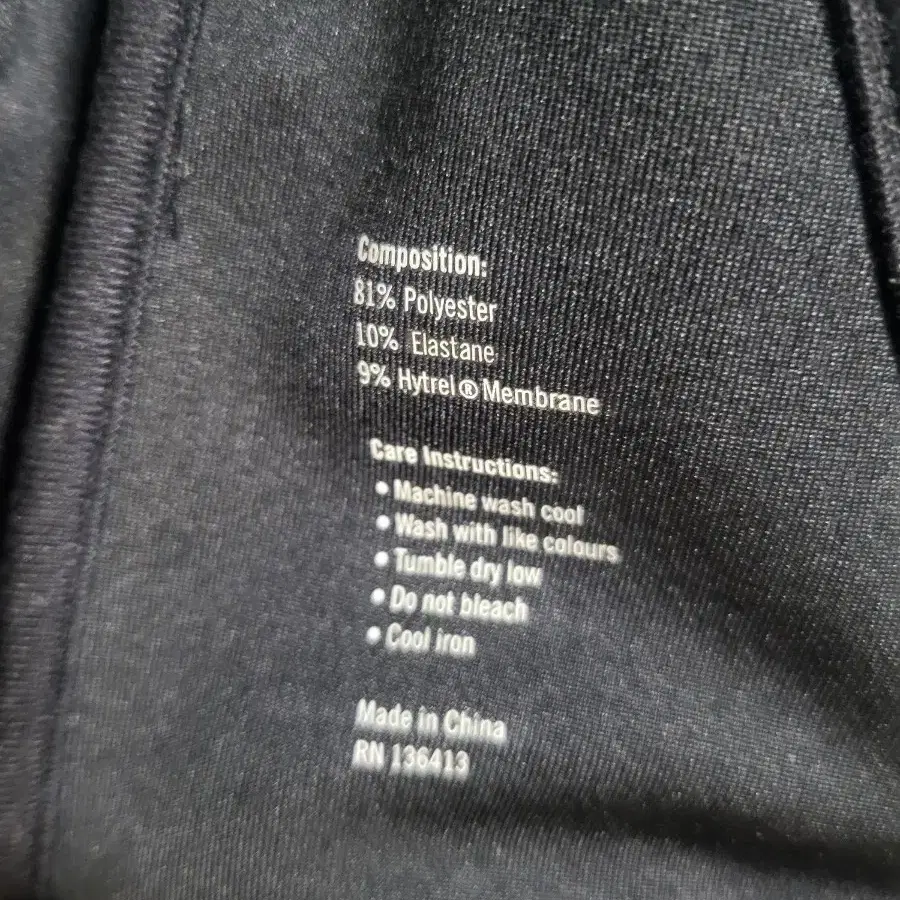 Composition:
81% Polyester
10% Elastane
9% Hytrel® Membrane
Care Instructions:
• Machine wash cool
• Wash with like colours
• Tumble dry low
• Do not bleach
• Cool iron
Made in China
RN 136413